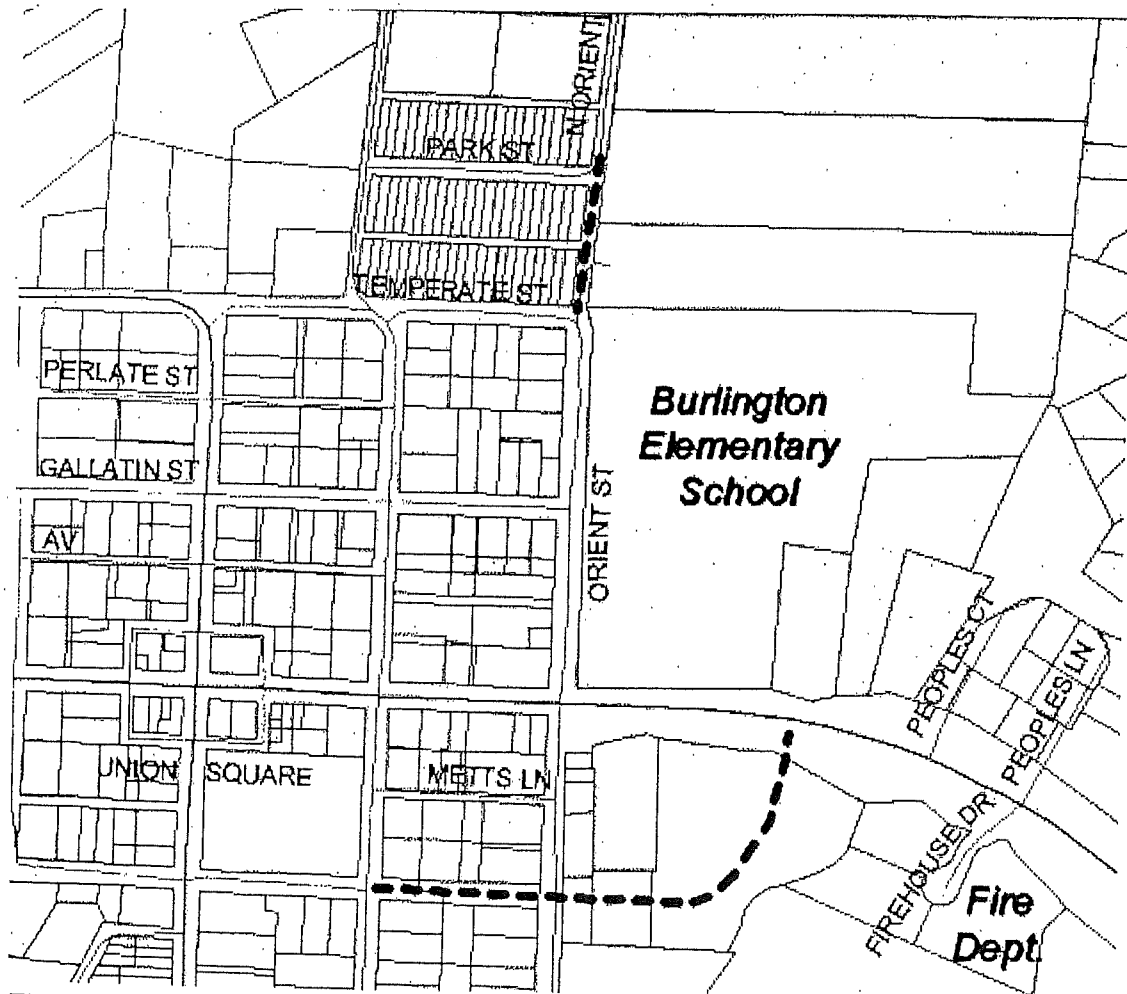 N ORIENT
PARK ST
TEMPERATE ST
PERLATE ST
GALLATIN ST
AV
Burlington
Elementary
School
ORIENT ST
PEOPLES CT
PEOPLES LN
UNION SQUARE
METTS LN
FIREHOUSE DR
Fire
Dept.